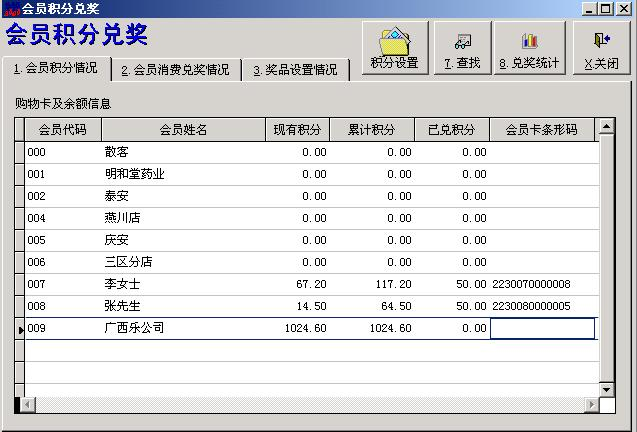 会员积分兑奖
会员积分兑奖
积分设置
7. 查找
8. 兑奖统计
X.关闭
1. 会员积分情况
2. 会员消费兑奖情况
3. 奖品设置情况
购物卡及余额信息
会员代码 会员姓名 现有积分 累计积分 已兑积分 会员卡条形码
000 散客 0.00 0.00 0.00
001 明和堂药业 0.00 0.00 0.00
002 泰安 0.00 0.00 0.00
004 燕川店 0.00 0.00 0.00
005 庆安 0.00 0.00 0.00
006 三区分店 0.00 0.00 0.00
007 李女士 67.20 117.20 50.00 2230070000008
008 张先生 14.50 64.50 50.00 2230080000005
009 广西乐公司 1024.60 1024.60 0.00